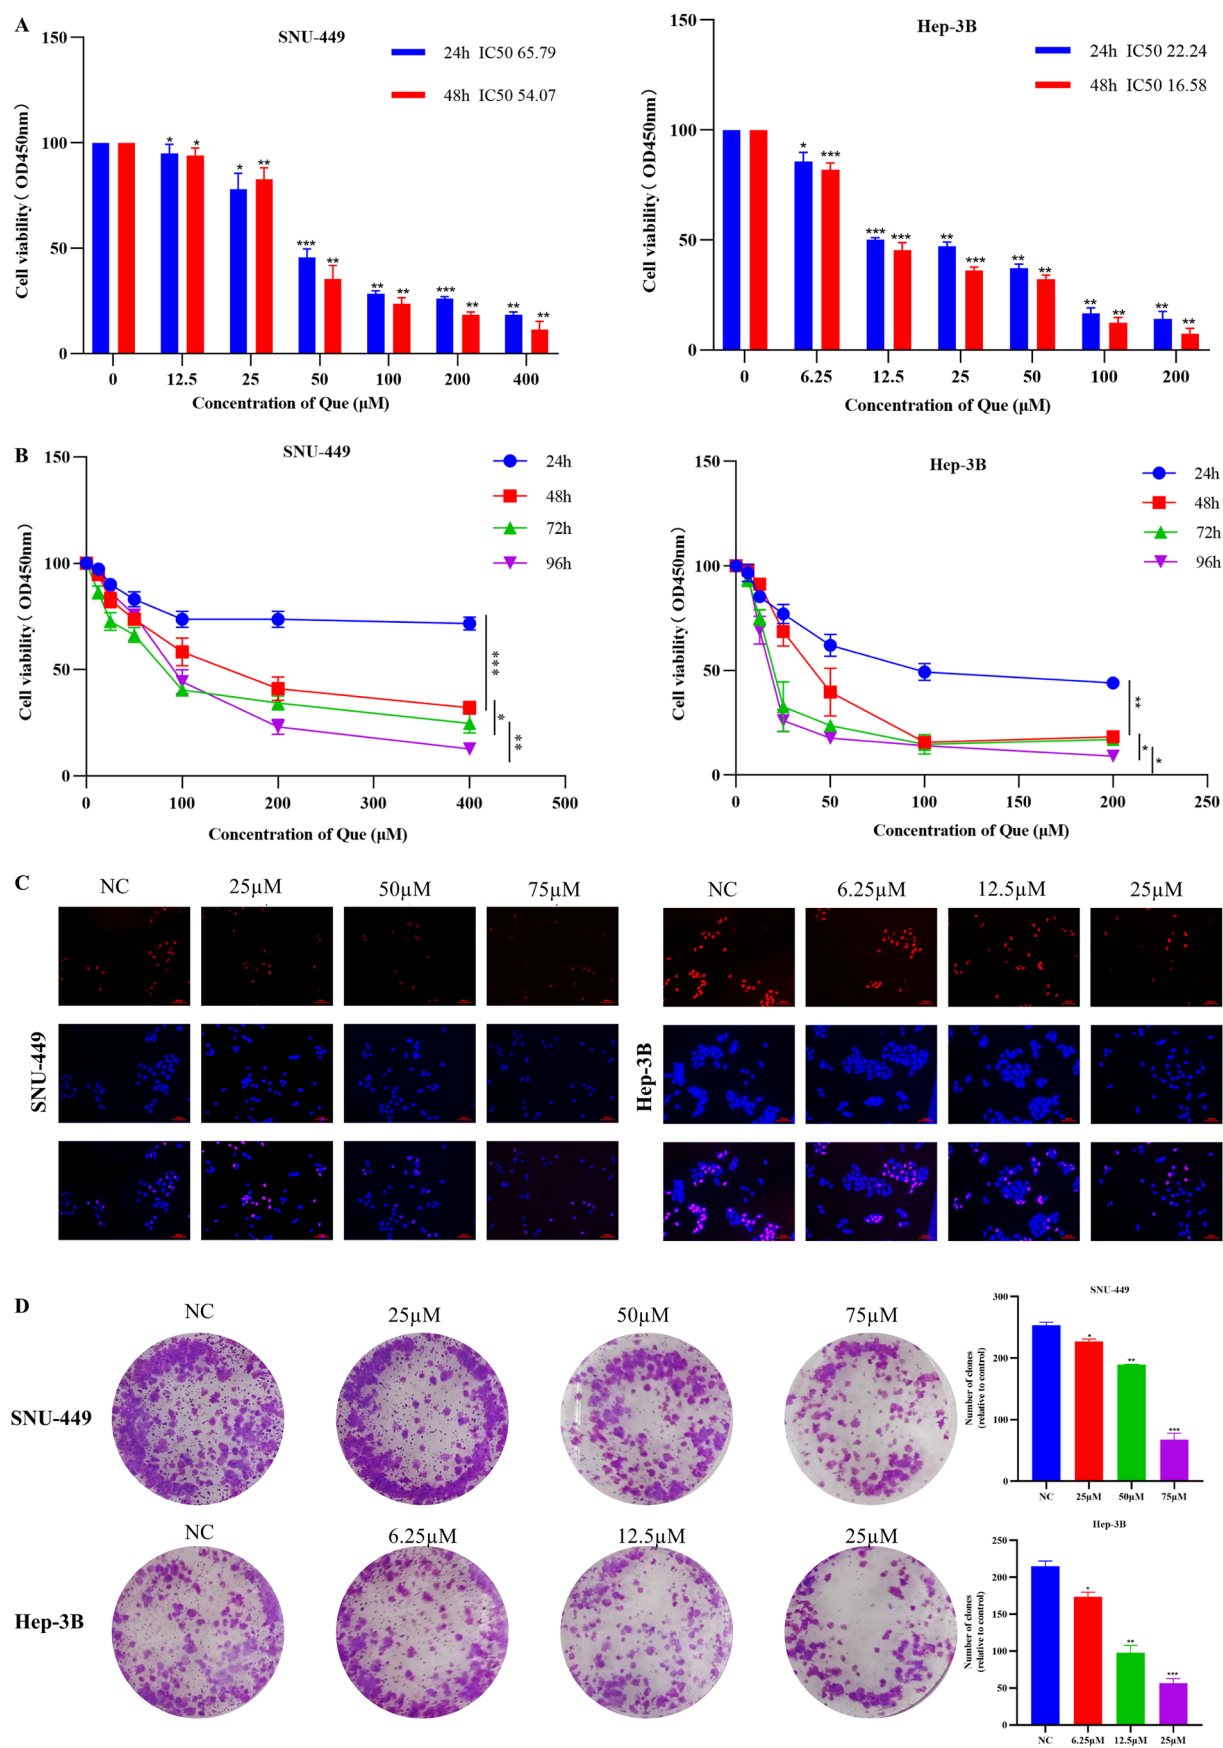 A
SNU-449
24h IC50 65.79
48h IC50 54.07
Cell viability ( OD450nm)
150
100
50
0
* * * ** *** ** ** ** *** ** ** **
0 12.5 25 50 100 200 400
Concentration of Que (μM)
Hep-3B
24h IC50 22.24
48h IC50 16.58
Cell viability ( OD450nm)
150
100
50
0
* *** *** *** ** *** ** ** ** ** ** **
0 6.25 12.5 25 50 100 200
Concentration of Que (μM)
B
SNU-449
24h
48h
72h
96h
Cell viability ( OD450nm)
150
100
50
0
***
*
**
0 100 200 300 400 500
Concentration of Que (μM)
Hep-3B
24h
48h
72h
96h
Cell viability ( OD450nm)
150
100
50
0
**
*
*
0 50 100 150 200 250
Concentration of Que (μM)
C
NC 25μM 50μM 75μM
SNU-449
NC 6.25μM 12.5μM 25μM
Hep-3B
D
NC 25μM 50μM 75μM
SNU-449
SNU-449
Number of clones
(relative to control)
300
200
100
0
* ** ***
NC 25μM 50μM 75μM
NC 6.25μM 12.5μM 25μM
Hep-3B
Hep-3B
Number of clones
(relative to control)
250
200
150
100
50
0
* ** ***
NC 6.25μM 12.5μM 25μM